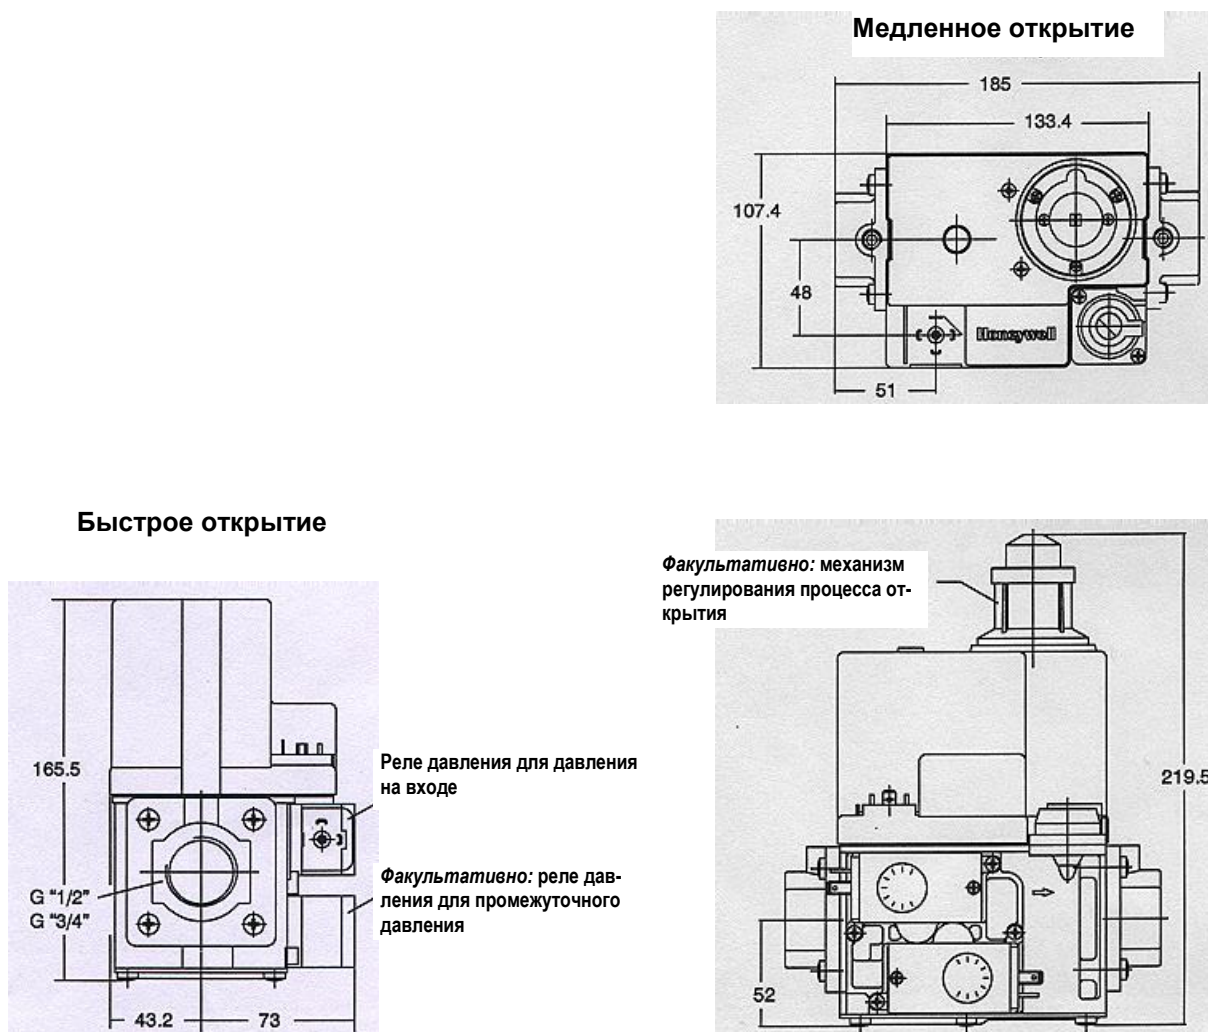 Медленное открытие
185
133.4
107.4
48
Honeywell
51
Быстрое открытие
Факультативно: механизм
регулирования процесса от-
крытия
165.5
Реле давления для давления
на входе
219.5
Факультативно: реле дав-
ления для промежуточного
давления
G “1/2”
G “3/4”
52
43.2
73